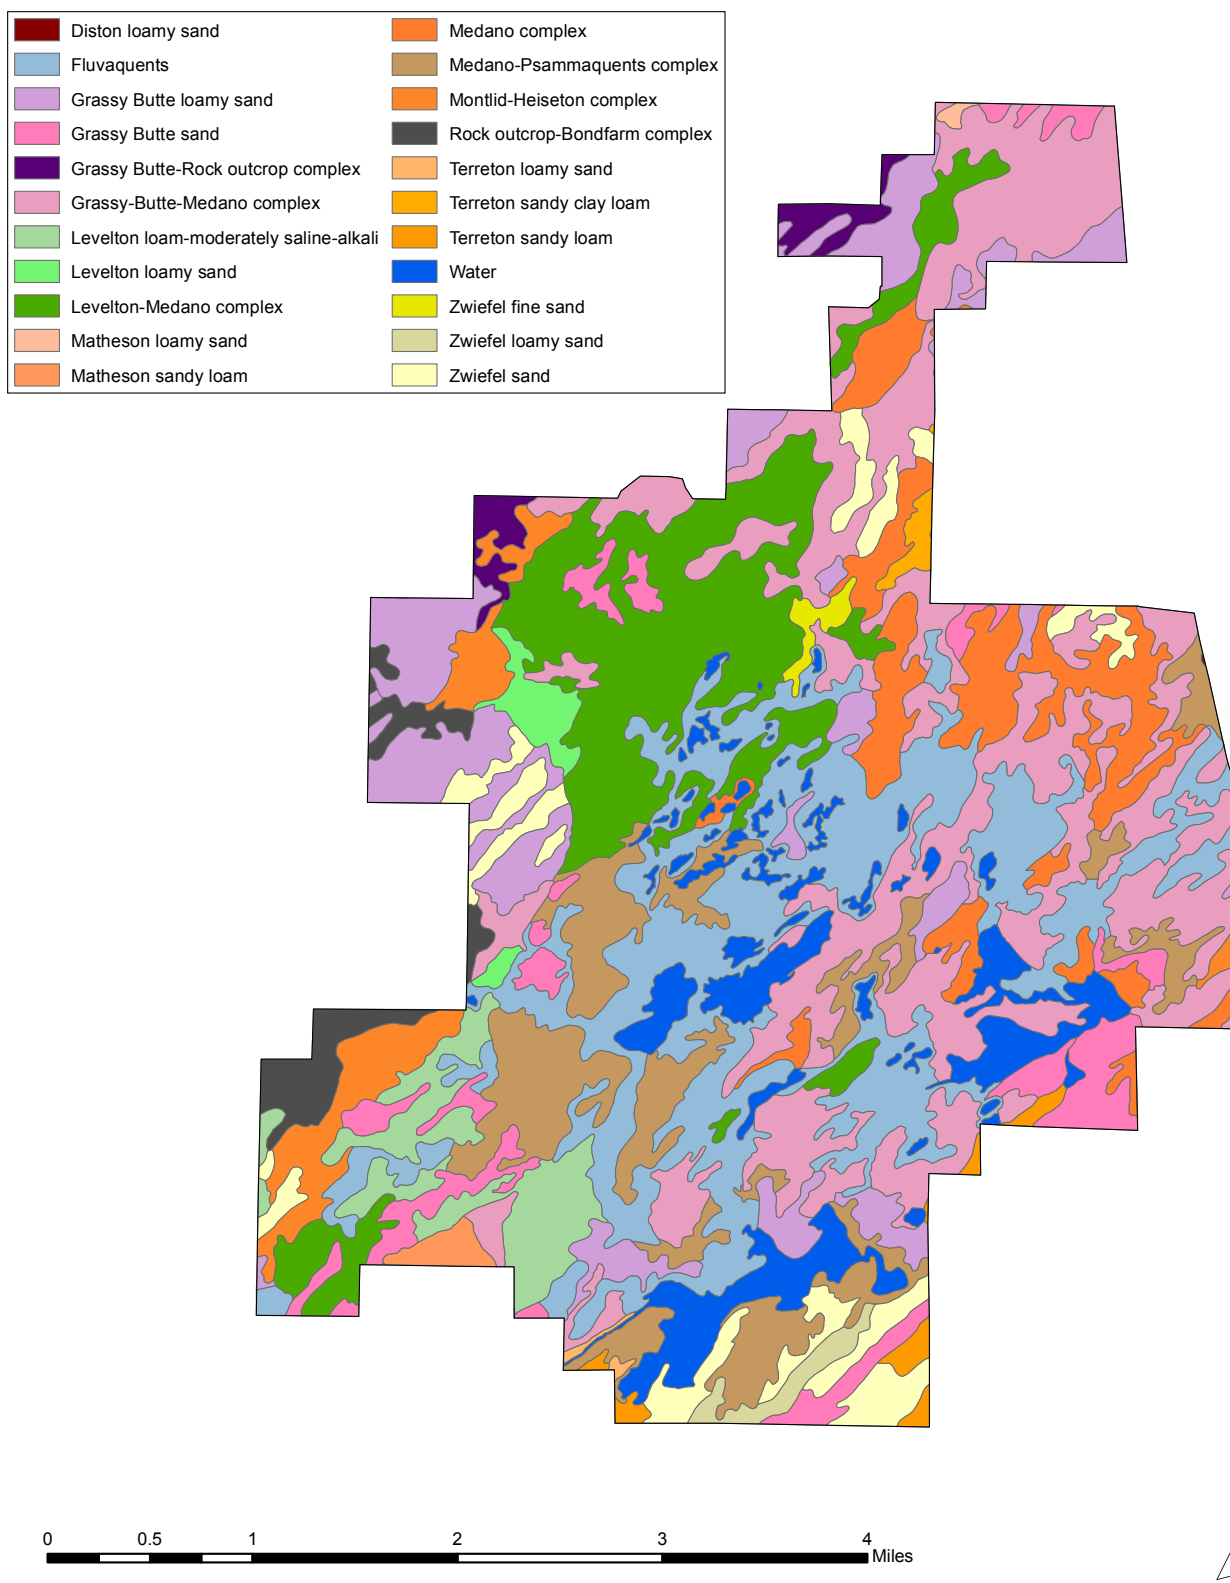 Diston loamy sand
Fluvaquents
Grassy Butte loamy sand
Grassy Butte sand
Grassy Butte-Rock outcrop complex
Grassy-Butte-Medano complex
Levelton loam-moderately saline-alkali
Levelton loamy sand
Levelton-Medano complex
Matheson loamy sand
Matheson sandy loam
Medano complex
Medano-Psammaquents complex
Montlid-Heiseton complex
Rock outcrop-Bondfarm complex
Terreton loamy sand
Terreton sandy clay loam
Terreton sandy loam
Water
Zwiefel fine sand
Zwiefel loamy sand
Zwiefel sand
0 0.5 1 2 3 4
Miles